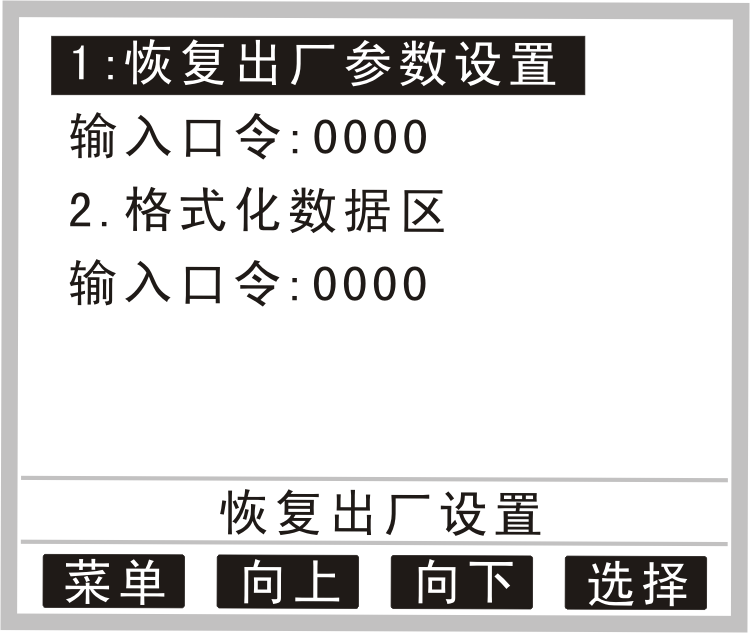 1:恢复出厂参数设置
输入口令:0000
2.格式化数据区
输入口令:0000
恢复出厂设置
菜单 向上 向下 选择